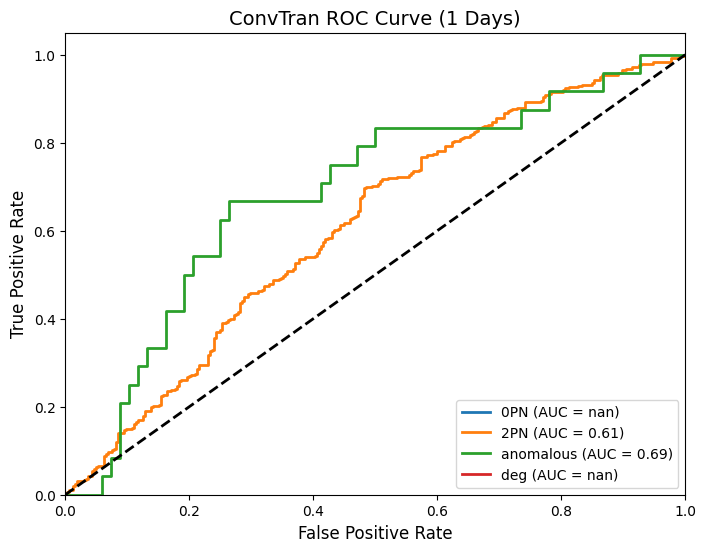 ConvTran ROC Curve (1 Days)
True Positive Rate
1.0
0.8
0.6
0.4
0.2
0.0
0.0 0.2 0.4 0.6 0.8 1.0
False Positive Rate
0PN (AUC = nan)
2PN (AUC = 0.61)
anomalous (AUC = 0.69)
deg (AUC = nan)